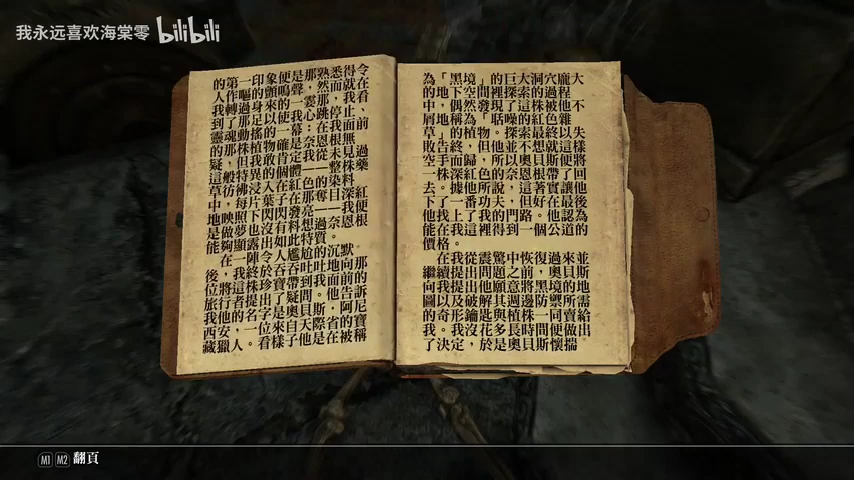 我永远喜欢海棠零 bilibili
的第一印象便是，那熟悉得令
人作嘔的顫鳴聲，然而就在
我轉過身來的一霎那，我看
到了那足以使我心跳停止，
靈魂動搖的一幕：在我面前
的那株植物確是奈恩根無
疑，但我敢肯定我從未見過
這般特異的個體——整株藥
草彷彿浸入在紅色的染料
中，每片葉子在那奪目深紅
地映照下閃閃發亮——我便
是做夢也沒有料想過奈恩根
能夠顯露出如此特質。
在一陣令人尷尬的沉默
後，我終於吞吞吐吐地向那
位將這株珍寶帶到我面前的
旅行者提出了疑問。他告訴
我他的名字是奧貝斯，阿尼
西安，一位來自天際省的寶
藏獵人。看樣子他是在被稱
為「黑境」的巨大洞穴龐大
的地下空間裡探索的過程
中，偶然發現了這株被他不
屑地稱為「聒噪的紅色雜
草」的植物。探索最終以失
敗告終，但他並不想就這樣
空手而歸，所以奧貝斯便將
一株深紅色的奈恩根帶了回
去。據他所說，這著實讓他
下了一番功夫，但好在最後
他找上了我的門路。他認為
能在我這裡得到一個公道的
價格。
在我從震驚中恢復過來並
繼續提出問題之前，奧貝斯
向我提出他願意將黑境的地
圖以及破解其週邊防禦所需
的奇形鑰匙與植株一同賣給
我。我沒花多長時間便做出
了決定，於是奧貝斯懷揣
M1 M2 翻頁